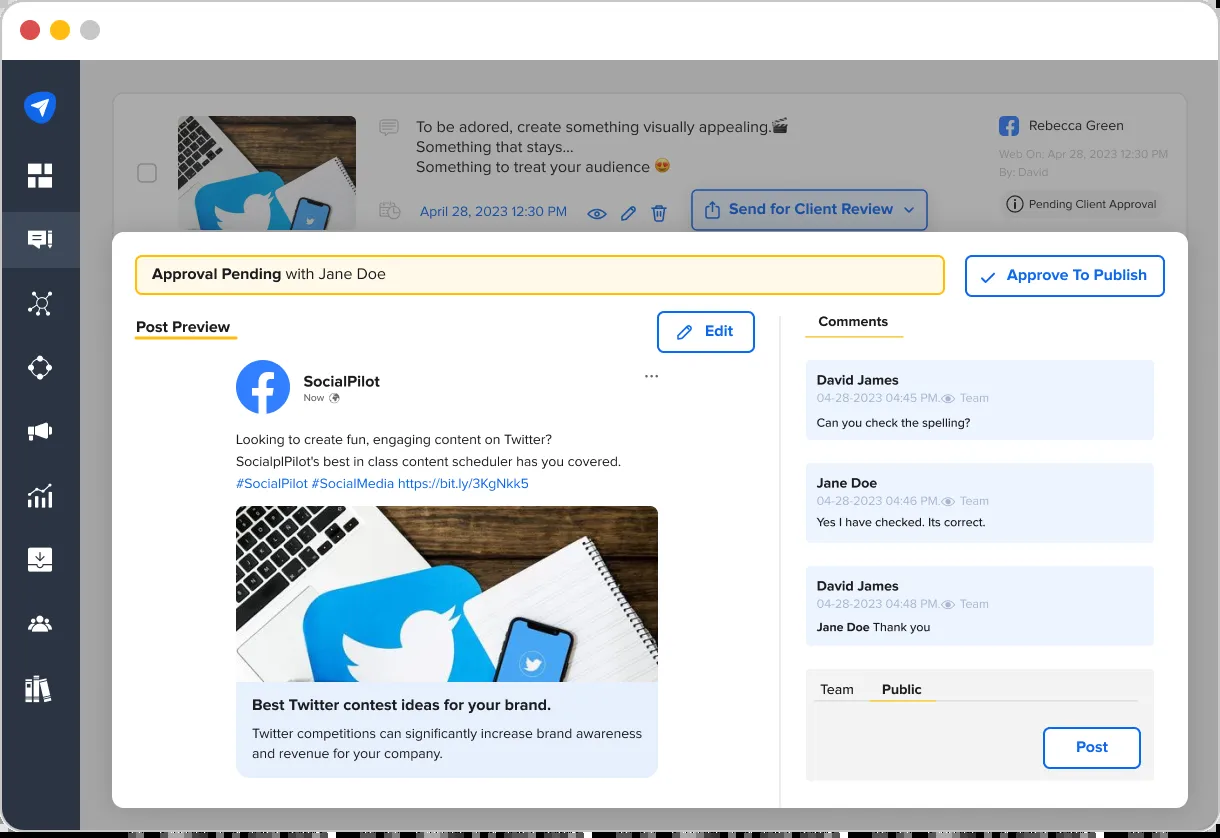 To be adored, create something visually appealing.🎬
Something that stays...
Something to treat your audience 😍
April 28, 2023 12:30 PM
Send for Client Review
Rebecca Green
Web On: Apr 28, 2023 12:30 PM
By: David
Pending Client Approval
Approval Pending with Jane Doe
Approve To Publish
Post Preview
Edit
SocialPilot
Now
Looking to create fun, engaging content on Twitter?
SocialplPilot's best in class content scheduler has you covered.
#SocialPilot #SocialMedia https://bit.ly/3KgNkk5
Best Twitter contest ideas for your brand.
Twitter competitions can significantly increase brand awareness
and revenue for your company.
Comments
David James
04-28-2023 04:45 PM. Team
Can you check the spelling?
Jane Doe
04-28-2023 04:46 PM. Team
Yes I have checked. Its correct.
David James
04-28-2023 04:48 PM. Team
Jane Doe Thank you
Team Public
Post